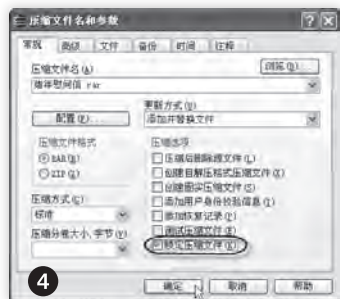 压缩文件名和参数
常规 高级 文件 备份 时间 注释
压缩文件名(A)
浏览(B)...
.rar
更新方式(U)
配置(F)...
添加并替换文件
压缩文件格式
RAR(R)
ZIP(Z)
压缩选项
压缩后删除源文件(L)
创建自解压格式压缩文件(X)
创建固实压缩文件(S)
添加用户身份校验信息(I)
添加恢复记录(P)
测试压缩文件(T)
锁定压缩文件(K)
压缩方式(C)
标准
压缩分卷大小,字节(V)
确定 取消 帮助
4